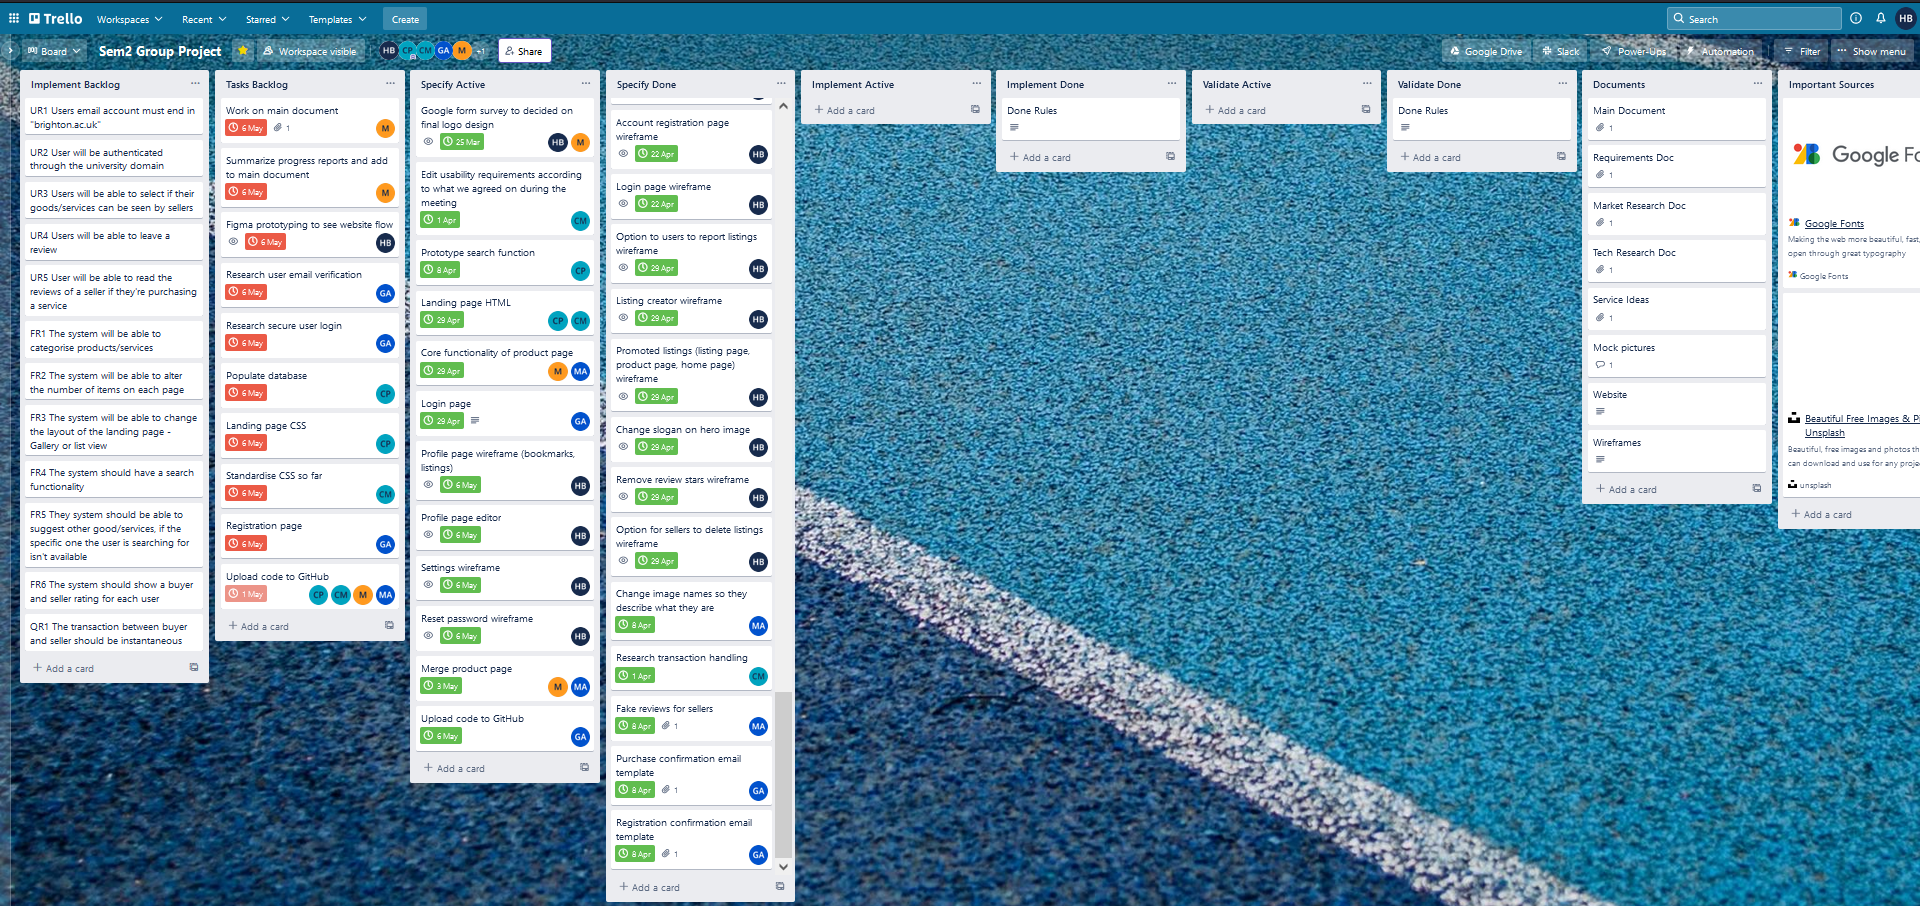 Trello
Workspaces
Recent
Starred
Templates
Create
Search
HB
Board
Sem2 Group Project
Workspace visible
HB
CP
CM
GA
M
+1
Share
Google Drive
Slack
Power-Ups
Automation
Filter
Show menu
Implement Backlog
UR1 Users email account must end in
"brighton.ac.uk"
UR2 User will be authenticated
through the university domain
UR3 Users will be able to select if their
goods/services can be seen by sellers
UR4 Users will be able to leave a
review
UR5 User will be able to read the
reviews of a seller if they're purchasing
a service
FR1 The system will be able to
categorise products/services
FR2 The system will be able to alter
the number of items on each page
FR3 The system will be able to change
the layout of the landing page -
Gallery or list view
FR4 The system should have a search
functionality
FR5 They system should be able to
suggest other good/services, if the
specific one the user is searching for
isn't available
FR6 The system should show a buyer
and seller rating for each user
QR1 The transaction between buyer
and seller should be instantaneous
Add a card
Tasks Backlog
Work on main document
6 May
1
M
Summarize progress reports and add
to main document
6 May
M
Figma prototyping to see website flow
6 May
HB
Research user email verification
6 May
GA
Research secure user login
6 May
GA
Populate database
6 May
CP
Landing page CSS
6 May
CP
Standardise CSS so far
6 May
CM
Registration page
6 May
GA
Upload code to GitHub
1 May
CP
CM
M
MA
Add a card
Specify Active
Google form survey to decided on
final logo design
25 Mar
HB
M
Edit usability requirements according
to what we agreed on during the
meeting
1 Apr
CM
Prototype search function
8 Apr
CP
Landing page HTML
29 Apr
CP
CM
Core functionality of product page
29 Apr
M
MA
Login page
29 Apr
GA
Profile page wireframe (bookmarks,
listings)
6 May
HB
Profile page editor
6 May
HB
Settings wireframe
6 May
HB
Reset password wireframe
6 May
HB
Merge product page
3 May
M
MA
Upload code to GitHub
6 May
GA
Add a card
Specify Done
Account registration page
wireframe
22 Apr
HB
Login page wireframe
22 Apr
HB
Option to users to report listings
wireframe
29 Apr
HB
Listing creator wireframe
29 Apr
HB
Promoted listings (listing page,
product page, home page)
wireframe
29 Apr
HB
Change slogan on hero image
29 Apr
HB
Remove review stars wireframe
29 Apr
HB
Option for sellers to delete listings
wireframe
29 Apr
HB
Change image names so they
describe what they are
8 Apr
MA
Research transaction handling
1 Apr
CM
Fake reviews for sellers
8 Apr
1
MA
Purchase confirmation email
template
8 Apr
1
GA
Registration confirmation email
template
8 Apr
1
GA
Add a card
Implement Active
Add a card
Implement Done
Done Rules
Add a card
Validate Active
Add a card
Validate Done
Done Rules
Add a card
Documents
Main Document
1
Requirements Doc
1
Market Research Doc
1
Tech Research Doc
1
Service Ideas
1
Mock pictures
1
Website
Wireframes
Add a card
Important Sources
Google Fo
Google Fonts
Making the web more beautiful, fast,
open through great typography
Google Fonts
Beautiful Free Images & Pi
Unsplash
Beautiful, free images and photos th
can download and use for any proje
unsplash
Add a card